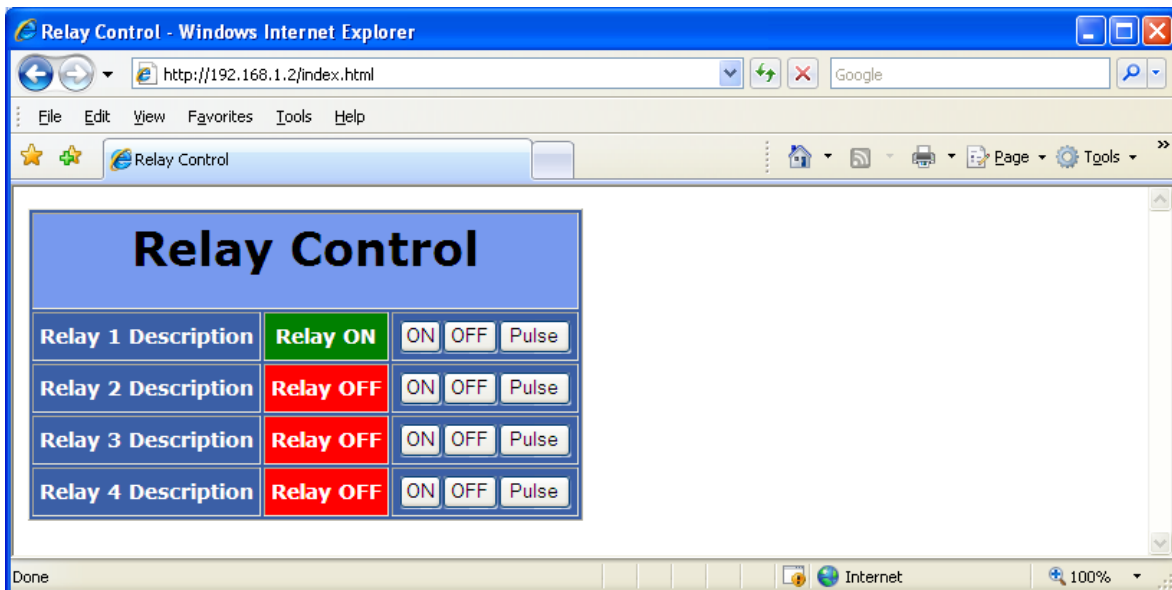 Relay Control - Windows Internet Explorer
http://192.168.1.2/index.html
Google
File Edit View Favorites Tools Help
Relay Control
Page Tools »
Relay Control
Relay 1 Description Relay ON ON OFF Pulse
Relay 2 Description Relay OFF ON OFF Pulse
Relay 3 Description Relay OFF ON OFF Pulse
Relay 4 Description Relay OFF ON OFF Pulse
Done Internet 100%